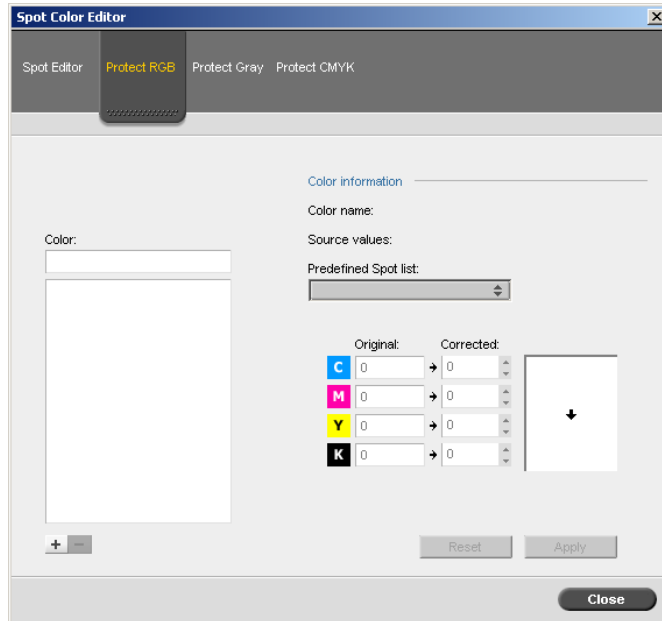 Spot Color Editor
Spot Editor Protect RGB Protect Gray Protect CMYK
Color information
Color name:
Color:
Source values:
Predefined Spot list:
Original: Corrected:
C 0 0
M 0 0
Y 0 0
K 0 0
+ −
Reset Apply
Close